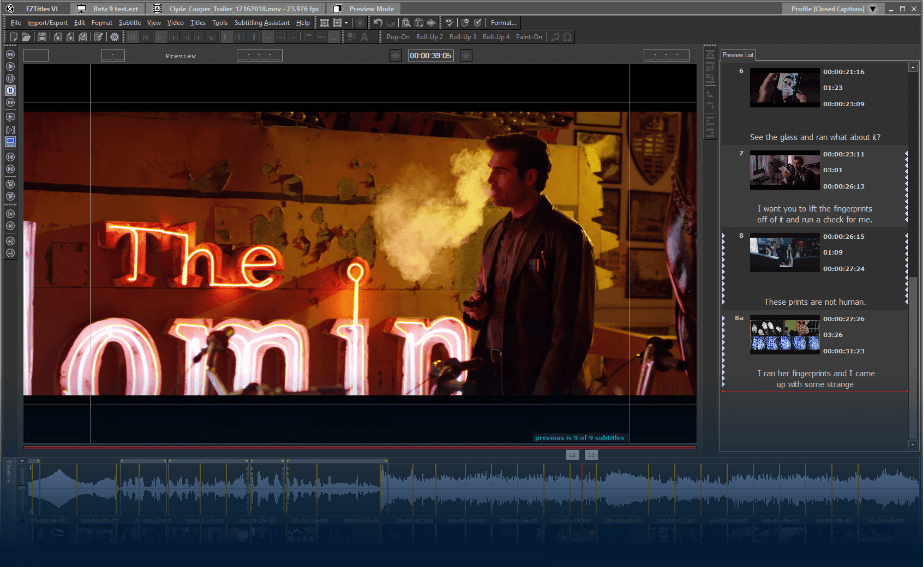 EZTitles VI
Beta 9 test.ezt
Clyde_Cooper_Trailer_12162018.mov - 23,976 fps
Preview Mode
Profile [Closed Captions]
File Import/Export Edit Format Subtitle View Video Titles Tools Subtitling Assistant Style Help
Format...
Pop-On Roll-Up 2 Roll-Up 3 Roll-Up 4 Paint-On
Preview
00:00:39:05
Preview List
6
00:00:21:16
01:23
00:00:23:09
See the glass and ran what about it?
7
00:00:23:11
03:01
00:00:26:13
I want you to lift the fingerprints
off of it and run a check for me.
8
00:00:26:15
01:09
00:00:27:24
These prints are not human.
8a
00:00:27:26
03:26
00:00:31:23
I ran her fingerprints and I came
up with some strange
The
omin
previous is 9 of 9 subtitles